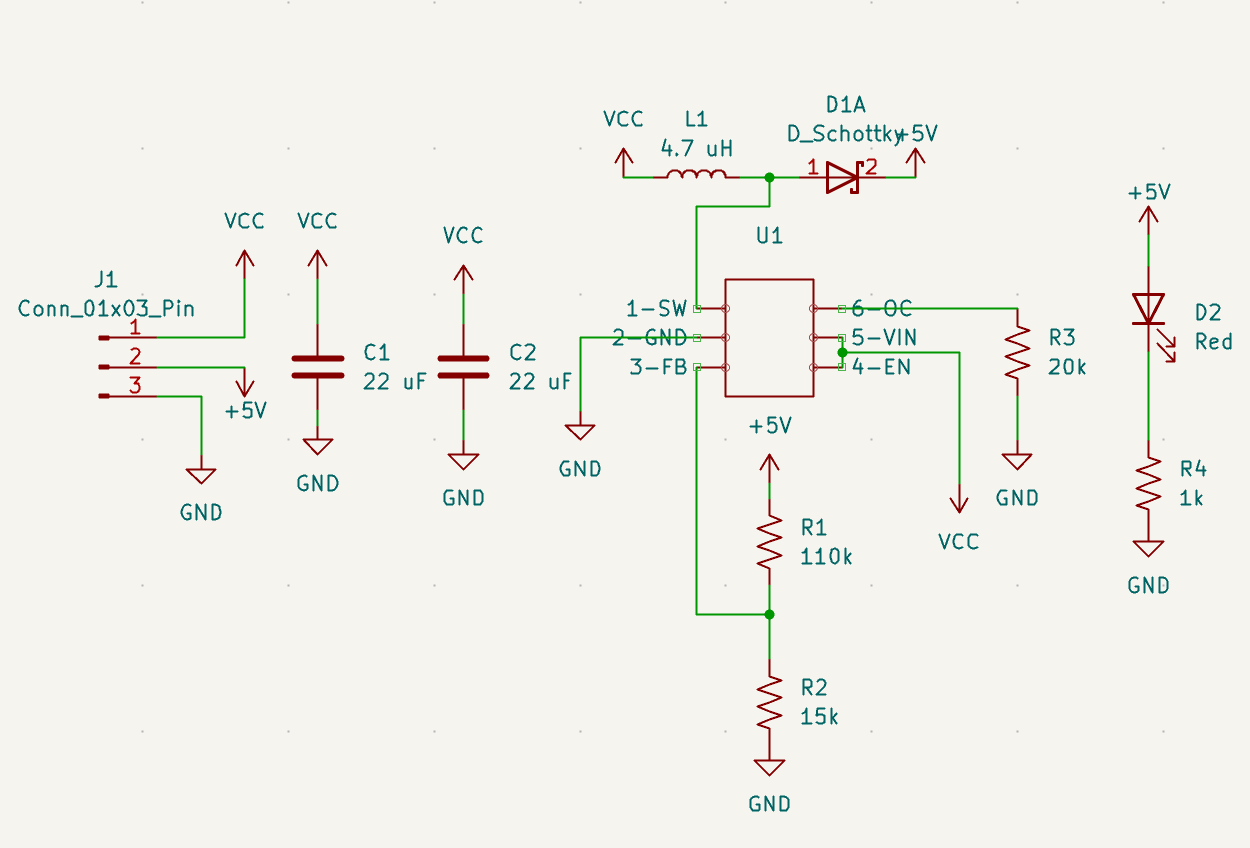 J1
Conn_01x03_Pin
1
2
3
VCC
+5V
GND
VCC
C1
22 uF
GND
VCC
C2
22 uF
GND
VCC
L1
4.7 uH
D1A
D_Schottky
1
2
+5V
U1
1-SW
2-GND
3-FB
6-OC
5-VIN
4-EN
GND
+5V
R1
110k
R2
15k
GND
VCC
R3
20k
GND
+5V
D2
Red
R4
1k
GND